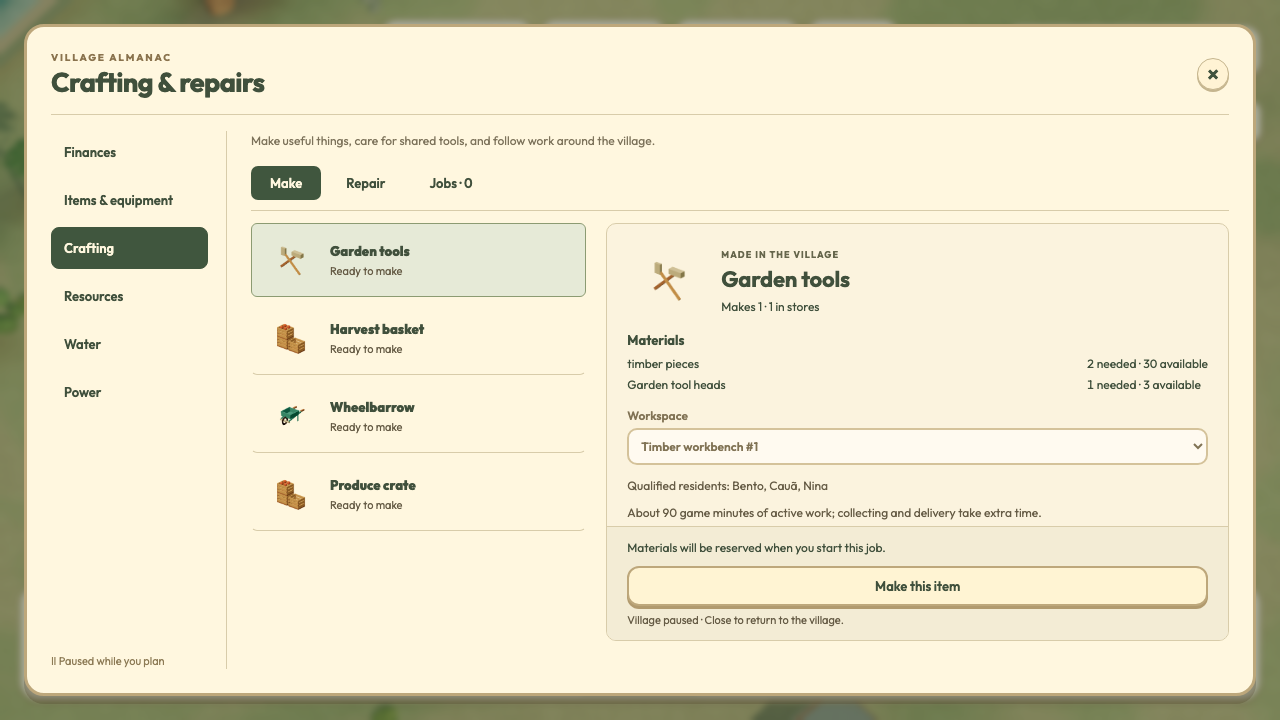 VILLAGE ALMANAC
Crafting & repairs
Finances
Items & equipment
Crafting
Resources
Water
Power
II Paused while you plan
Make useful things, care for shared tools, and follow work around the village.
Make
Repair
Jobs · 0
Garden tools
Ready to make
Harvest basket
Ready to make
Wheelbarrow
Ready to make
Produce crate
Ready to make
MADE IN THE VILLAGE
Garden tools
Makes 1 · 1 in stores
Materials
timber pieces 2 needed · 30 available
Garden tool heads 1 needed · 3 available
Workspace
Timber workbench #1
Qualified residents: Bento, Cauã, Nina
About 90 game minutes of active work; collecting and delivery take extra time.
Materials will be reserved when you start this job.
Make this item
Village paused · Close to return to the village.